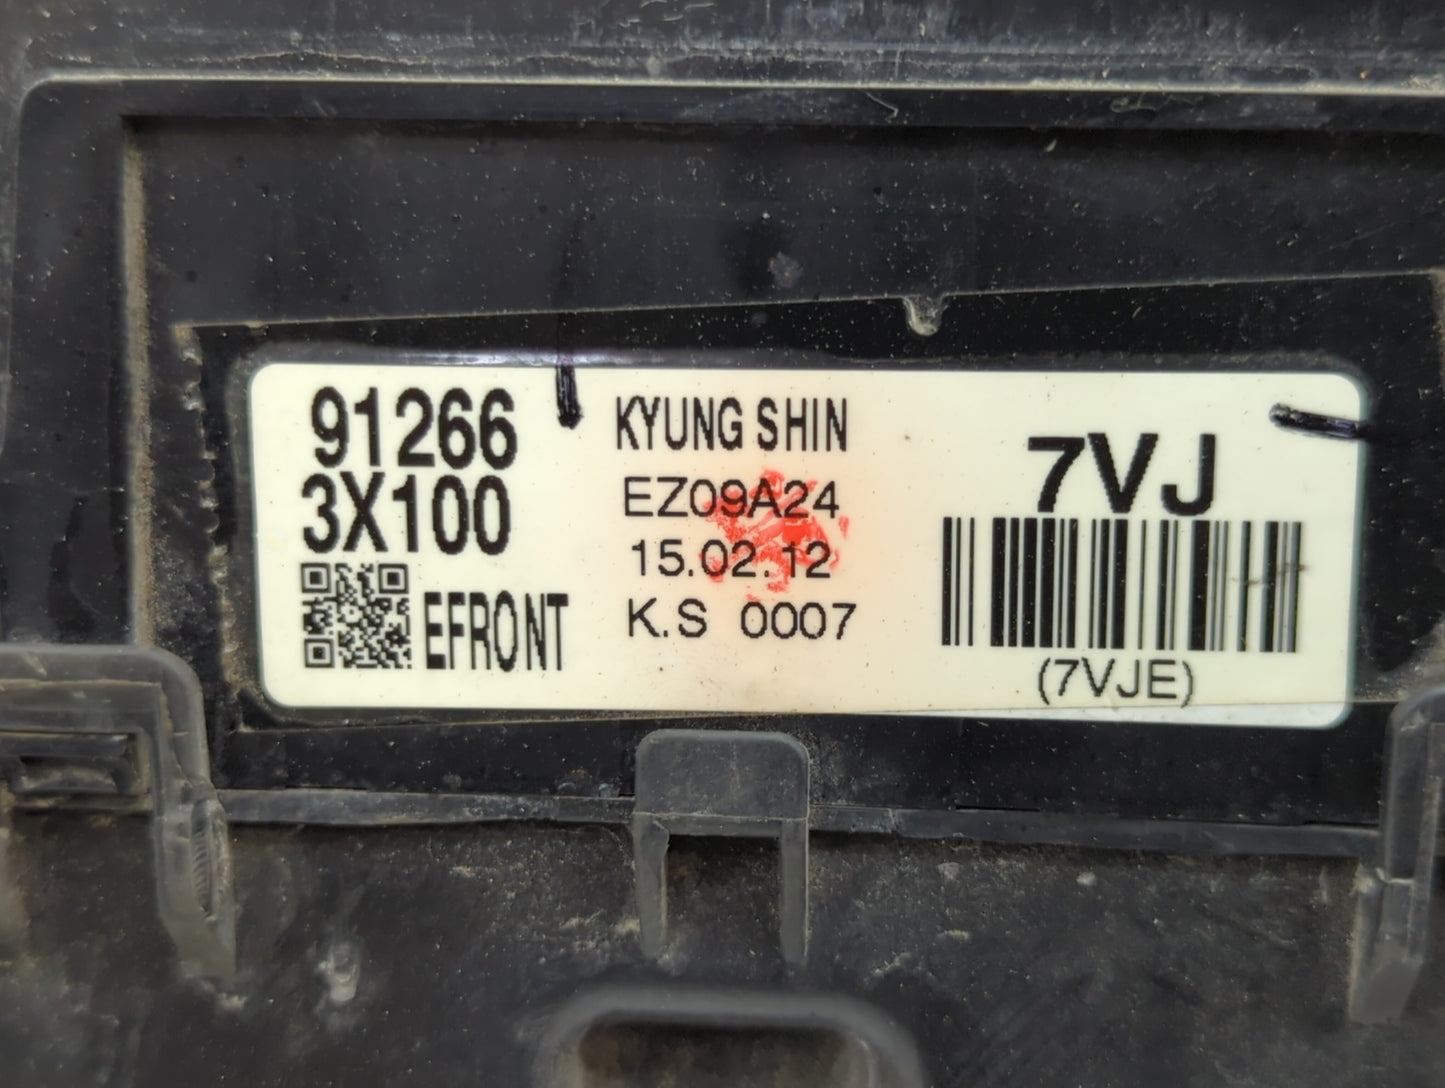 91266
3X100
EFRONT
KYUNG SHIN
EZ09A24
15.02.12
K.S 0007
7VJ
(7VJE)